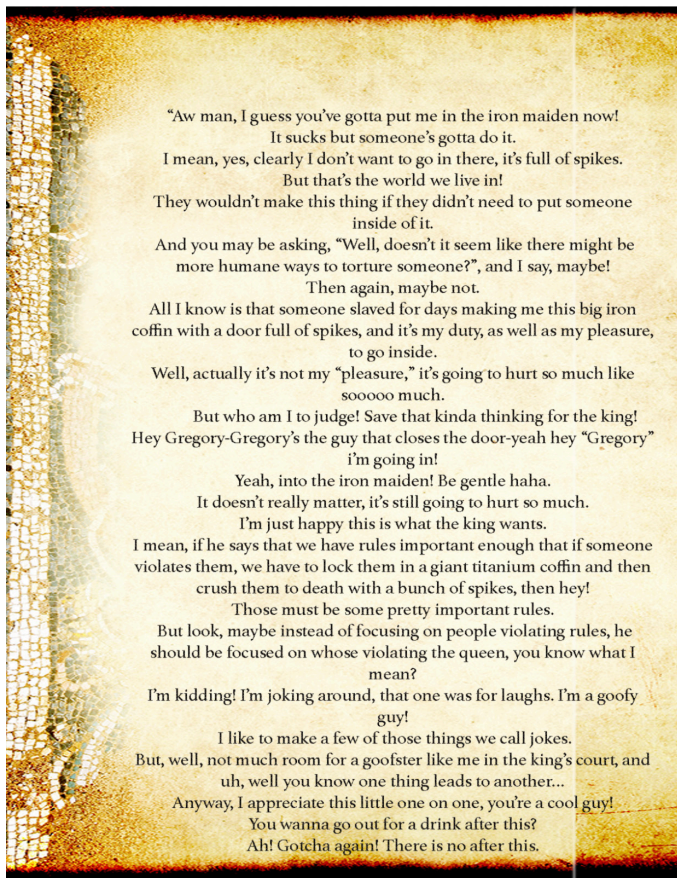 “Aw man, I guess you’ve gotta put me in the iron maiden now!
It sucks but someone’s gotta do it.
I mean, yes, clearly I don’t want to go in there, it’s full of spikes.
But that’s the world we live in!
They wouldn’t make this thing if they didn’t need to put someone
inside of it.
And you may be asking, “Well, doesn’t it seem like there might be
more humane ways to torture someone?”, and I say, maybe!
Then again, maybe not.
All I know is that someone slaved for days making me this big iron
coffin with a door full of spikes, and it’s my duty, as well as my pleasure,
to go inside.
Well, actually it’s not my “pleasure,” it’s going to hurt so much like
sooooo much.
But who am I to judge! Save that kinda thinking for the king!
Hey Gregory-Gregory’s the guy that closes the door-yeah hey “Gregory”
i’m going in!
Yeah, into the iron maiden! Be gentle haha.
It doesn’t really matter, it’s still going to hurt so much.
I’m just happy this is what the king wants.
I mean, if he says that we have rules important enough that if someone
violates them, we have to lock them in a giant titanium coffin and then
crush them to death with a bunch of spikes, then hey!
Those must be some pretty important rules.
But look, maybe instead of focusing on people violating rules, he
should be focused on whose violating the queen, you know what I
mean?
I’m kidding! I’m joking around, that one was for laughs. I’m a goofy
guy!
I like to make a few of those things we call jokes.
But, well, not much room for a goofster like me in the king’s court, and
uh, well you know one thing leads to another...
Anyway, I appreciate this little one on one, you’re a cool guy!
You wanna go out for a drink after this?
Ah! Gotcha again! There is no after this.